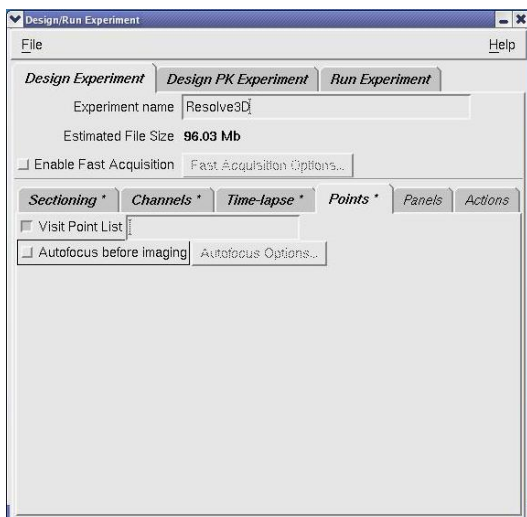 Design/Run Experiment
File Help
Design Experiment Design PK Experiment Run Experiment
Experiment name Resolve3D
Estimated File Size 96.03 Mb
Enable Fast Acquisition Fast Acquisition Options...
Sectioning * Channels * Time-lapse * Points * Panels Actions
Visit Point List
Autofocus before imaging Autofocus Options...